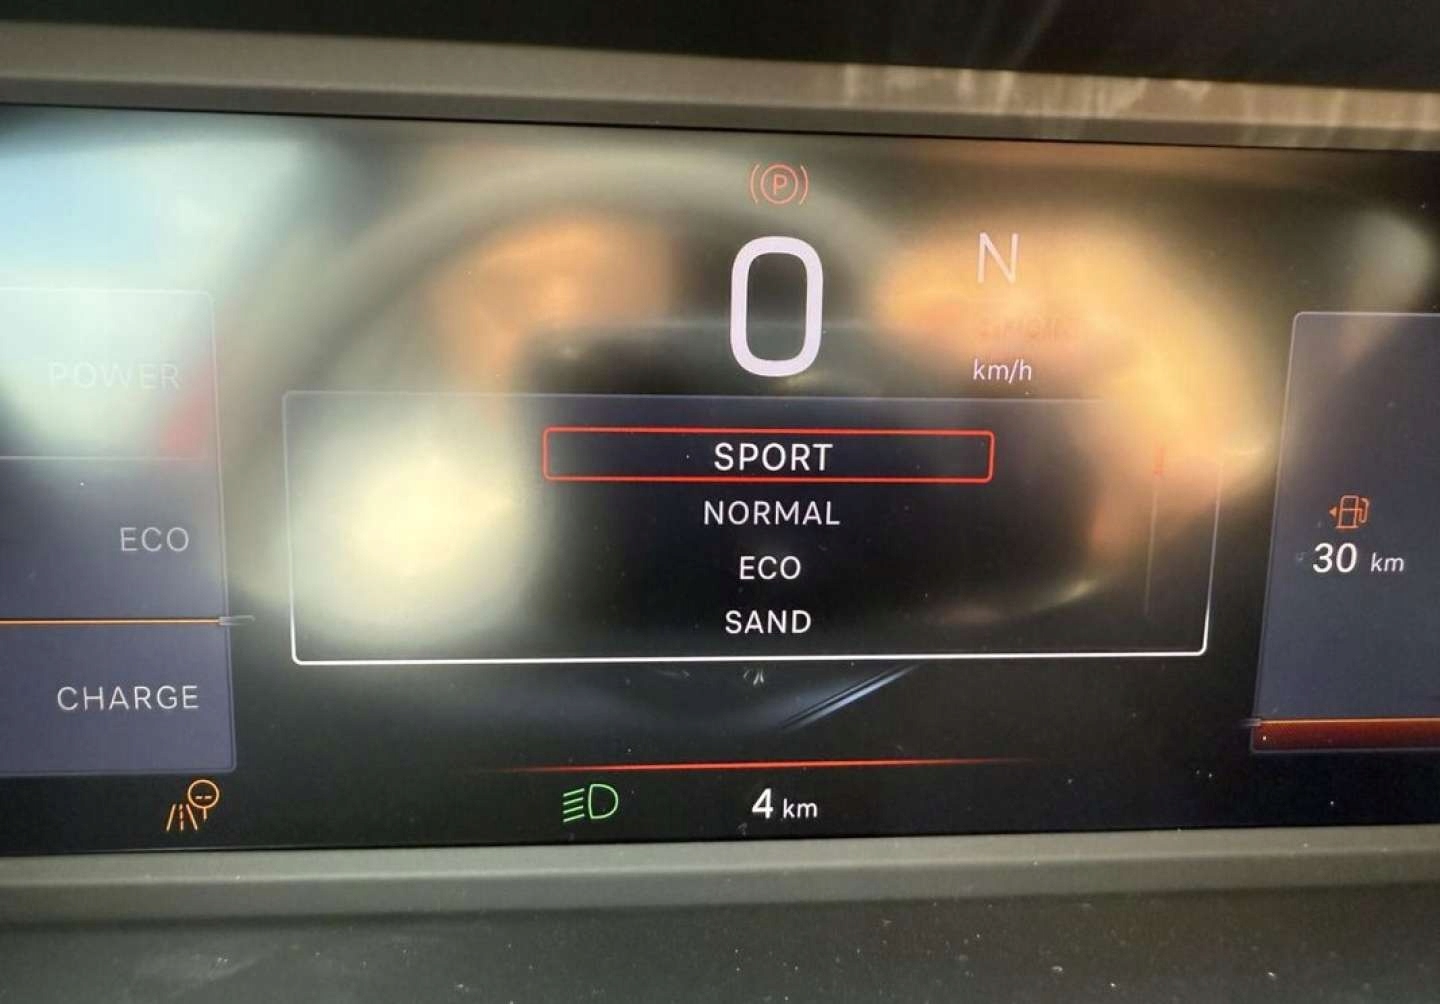 P
0
N
km/h
POWER
SPORT
NORMAL
ECO
SAND
ECO
30 km
CHARGE
4 km